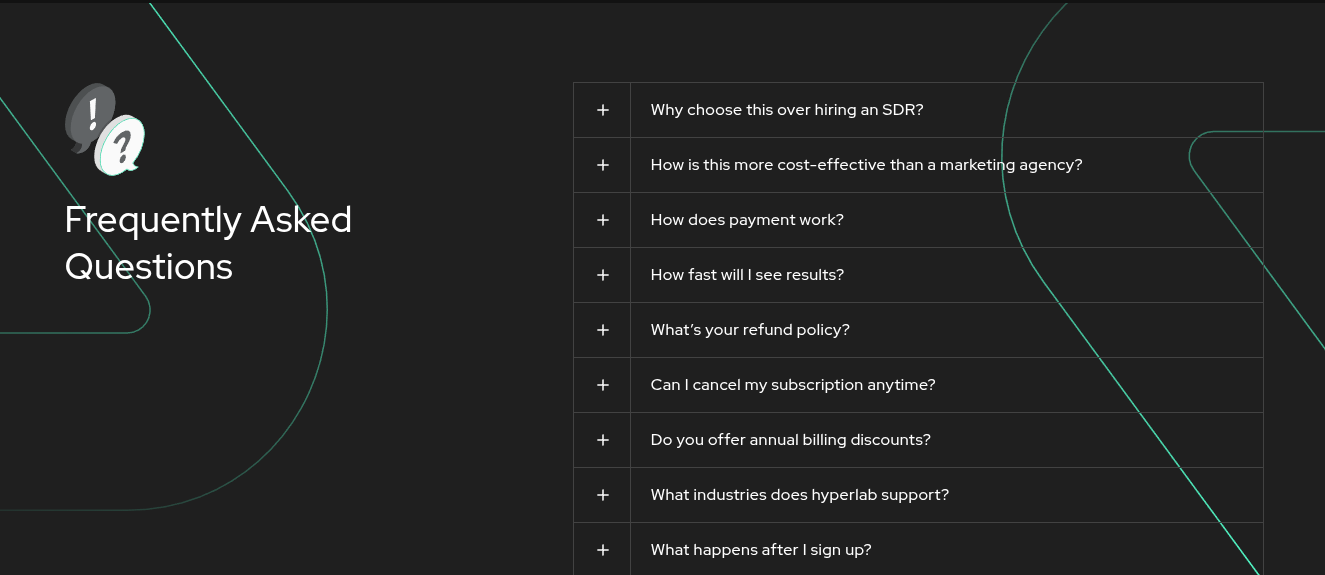 Frequently Asked
Questions
Why choose this over hiring an SDR?
How is this more cost-effective than a marketing agency?
How does payment work?
How fast will I see results?
What’s your refund policy?
Can I cancel my subscription anytime?
Do you offer annual billing discounts?
What industries does hyperlab support?
What happens after I sign up?